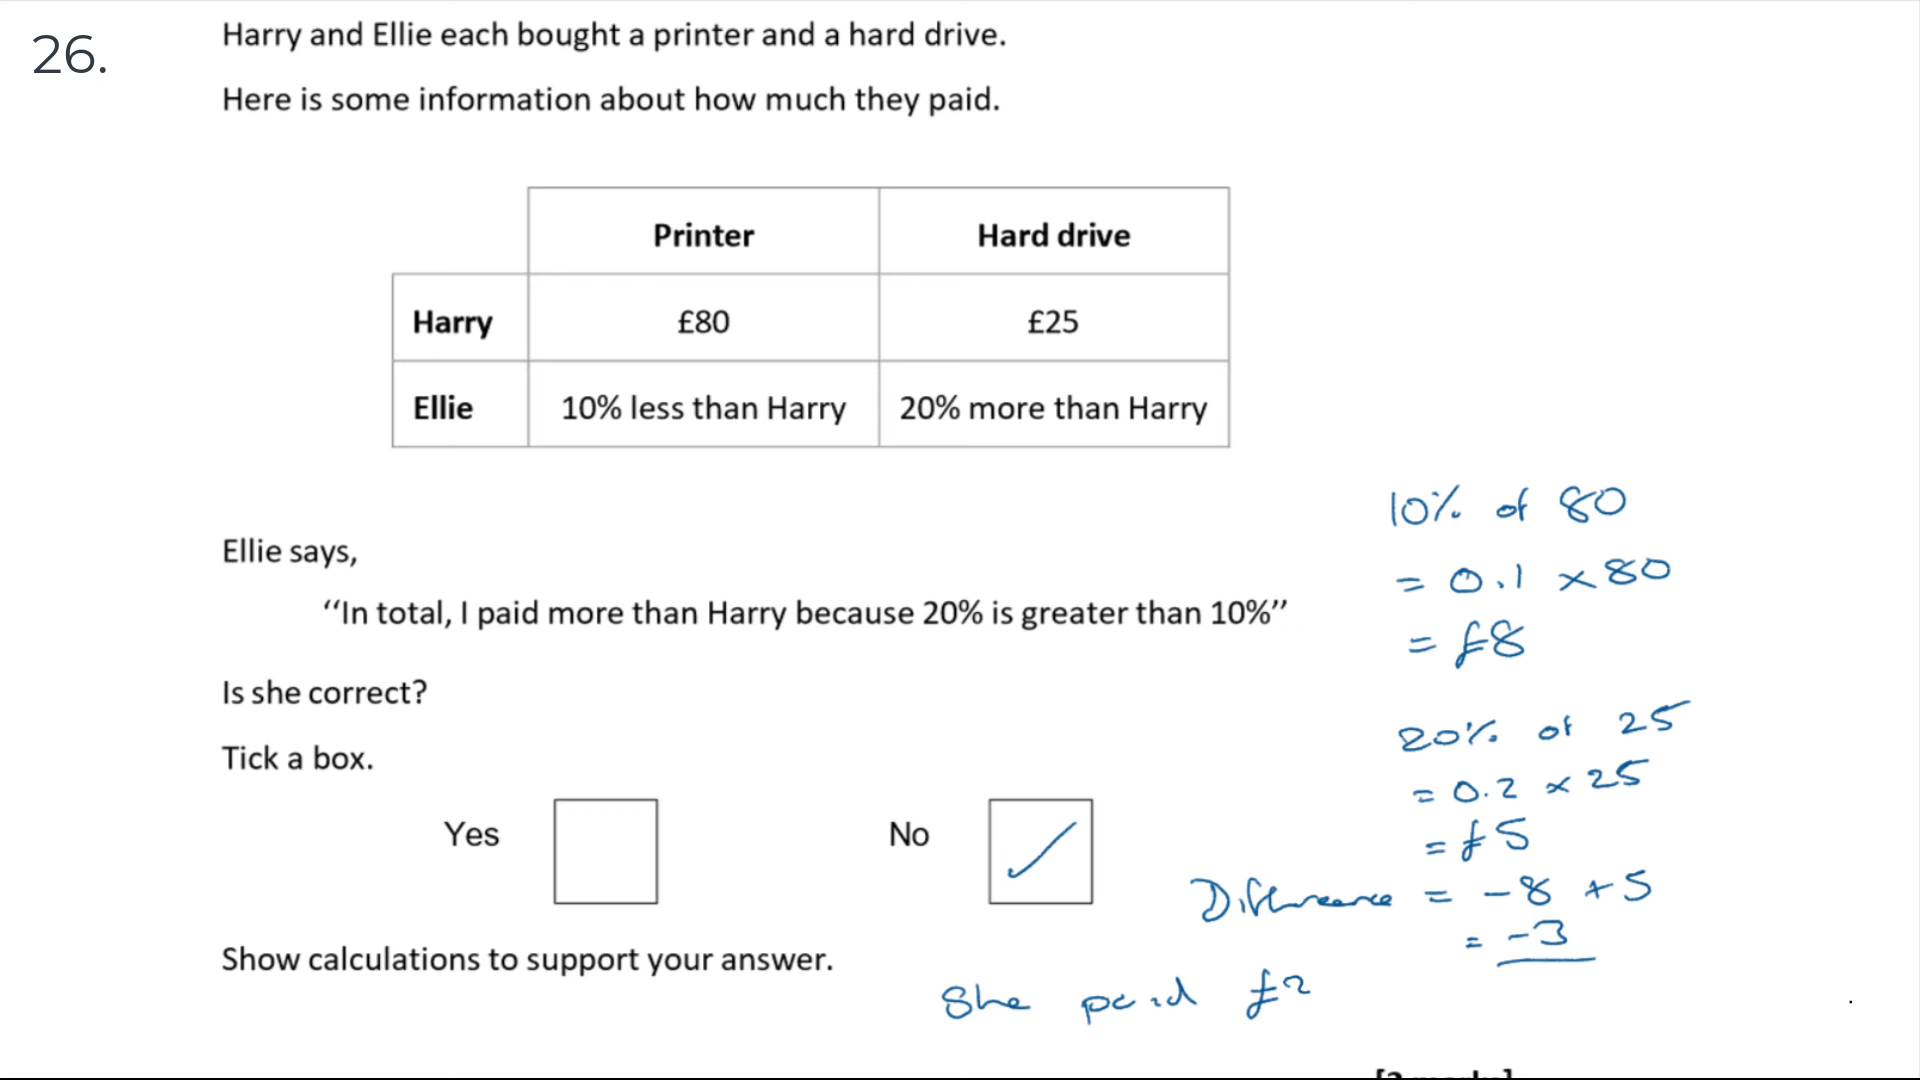 26.
Harry and Ellie each bought a printer and a hard drive.
Here is some information about how much they paid.
Printer Hard drive
Harry £80 £25
Ellie 10% less than Harry 20% more than Harry
10% of 80
= 0.1 × 80
= £8
Ellie says,
“In total, I paid more than Harry because 20% is greater than 10%”
Is she correct?
Tick a box.
Yes No ✓
20% of 25
= 0.2 × 25
= £5
Difference = -8 + 5
= -3
Show calculations to support your answer.
She paid